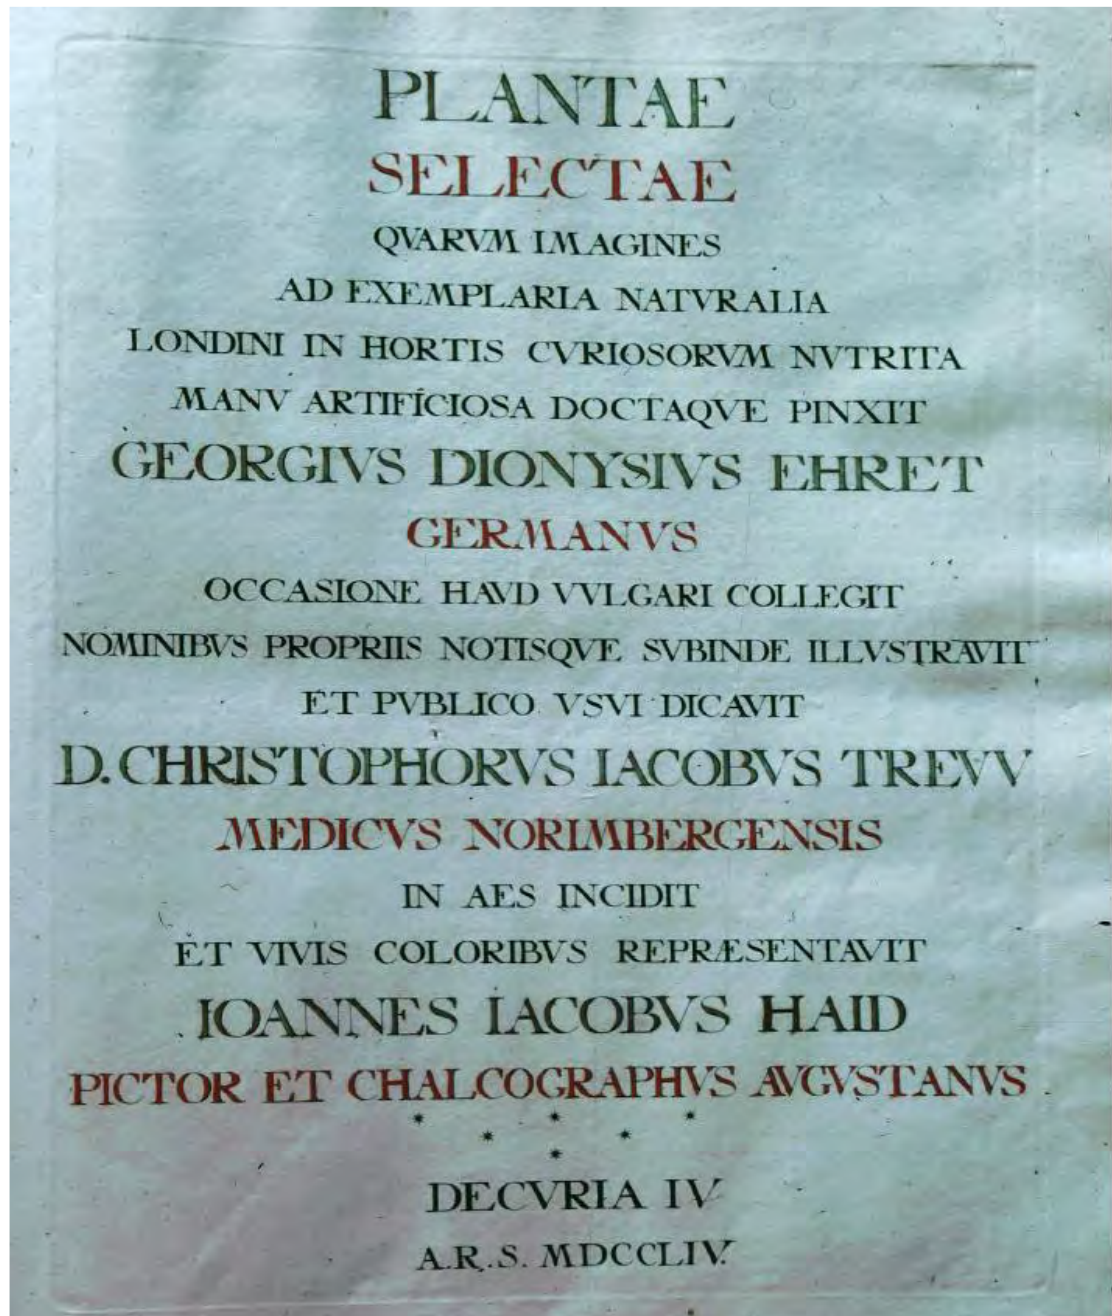 PLANTAE
SELECTAE
QVARVM IMAGINES
AD EXEMPLARIA NATVRALIA
LONDINI IN HORTIS CVRIOSORVM NVTRITA
MANV ARTIFÍCIOSA DOCTAQVE PINXIT
GEORGIVS DIONYSIVS EHRET
GERMANVS
OCCASIONE HAVD VVLGARI COLLEGIT
NOMINIBVS PROPRIIS NOTISQVE SVBINDE ILLVSTRAVIT
ET PVBLICO VSVI DICAVIT
D. CHRISTOPHORVS IACOBVS TREVV
MEDICVS NORIMBERGENSIS
IN AES INCIDIT
ET VIVIS COLORIBVS REPRÆSENTAVIT
IOANNES IACOBVS HAID
PICTOR ET CHALCOGRAPHVS AVGVSTANVS.
* * *
* *
*
DECVRIA IV
A.R.S. MDCCLIV.